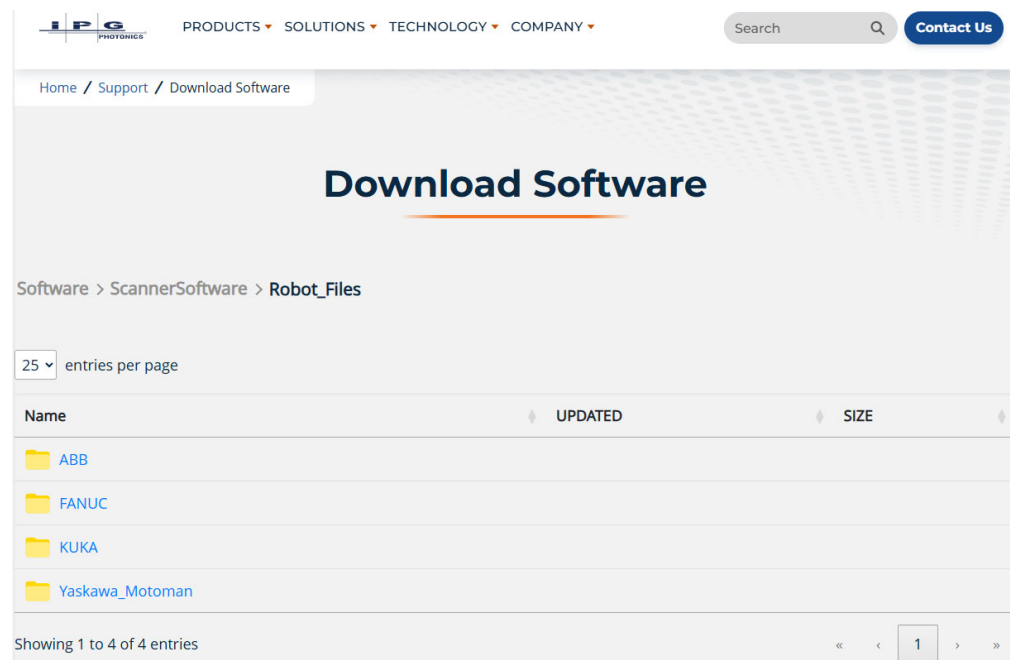 IPG
PHOTONICS
PRODUCTS SOLUTIONS TECHNOLOGY COMPANY Search Contact Us
Home / Support / Download Software
Download Software
Software > ScannerSoftware > Robot_Files
25 entries per page
Name UPDATED SIZE
ABB
FANUC
KUKA
Yaskawa_Motoman
Showing 1 to 4 of 4 entries « ‹ 1 › »